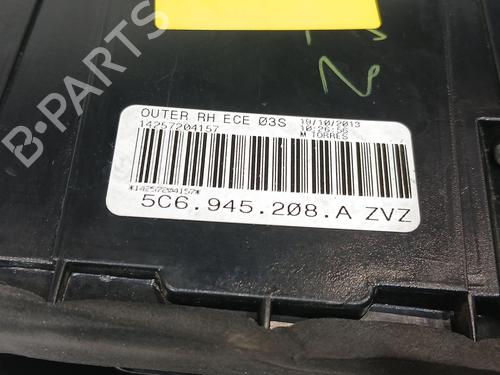 OUTER RH ECE 03S 19/10/2013
14257204157 10:26:56
M TORRES
*14257204157*
5C6.945.208.A ZVZ
B-PARTS